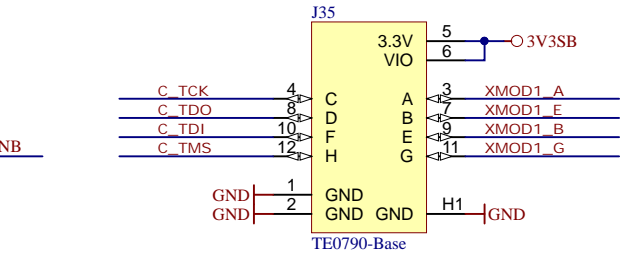 J35
3.3V 5 3V3SB
VIO 6
C_TCK 4 C A 3 XMOD1_A
C_TDO 8 D B 7 XMOD1_E
C_TDI 10 F E 9 XMOD1_B
NB C_TMS 12 H G 11 XMOD1_G
GND 1 GND
GND 2 GND GND H1 GND
TE0790-Base